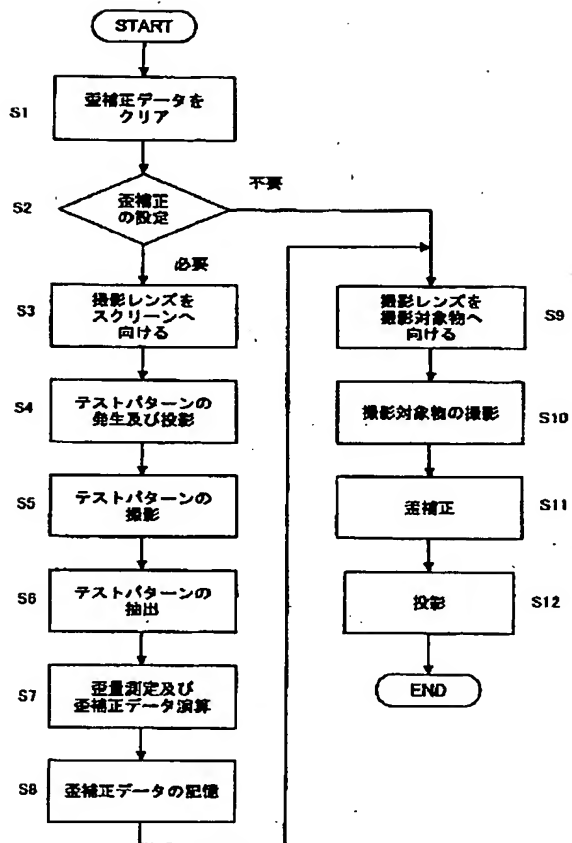 START
S1
歪補正データを
クリア
S2
歪補正
の設定
不要
必要
S3
撮影レンズを
スクリーンへ
向ける
S4
テストパターンの
発生及び投影
S5
テストパターンの
撮影
S6
テストパターンの
抽出
S7
歪量測定及び
歪補正データ演算
S8
歪補正データの記憶
撮影レンズを
撮影対象物へ
向ける
S9
撮影対象物の撮影
S10
歪補正
S11
投影
S12
END